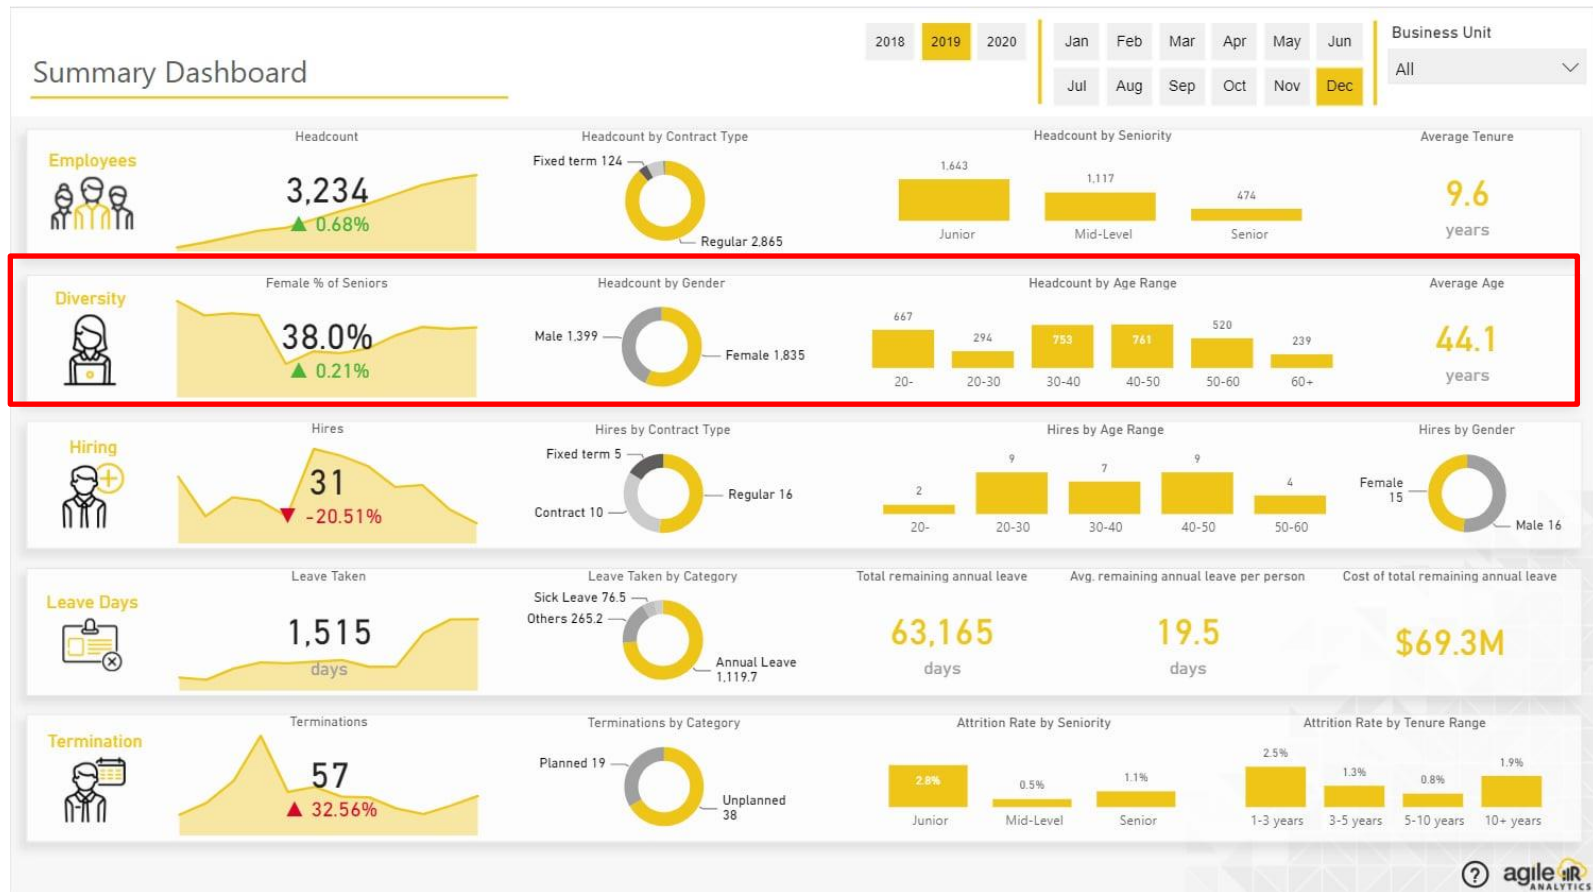 Summary Dashboard
2018 2019 2020
Jan Feb Mar Apr May Jun
Jul Aug Sep Oct Nov Dec
Business Unit
All
Employees
Headcount
3,234
▲ 0.68%
Headcount by Contract Type
Fixed term 124
Regular 2,865
Headcount by Seniority
1,643 1,117 474
Junior Mid-Level Senior
Average Tenure
9.6
years
Diversity
Female % of Seniors
38.0%
▲ 0.21%
Headcount by Gender
Male 1,399
Female 1,835
Headcount by Age Range
667 294 753 761 520 239
20- 20-30 30-40 40-50 50-60 60+
Average Age
44.1
years
Hiring
Hires
31
▼ -20.51%
Hires by Contract Type
Fixed term 5
Regular 16
Contract 10
Hires by Age Range
2 9 7 9 4
20- 20-30 30-40 40-50 50-60
Hires by Gender
Female
15
Male 16
Leave Days
Leave Taken
1,515
days
Leave Taken by Category
Sick Leave 76.5
Others 265.2
Annual Leave
1,119.7
Total remaining annual leave
63,165
days
Avg. remaining annual leave per person
19.5
days
Cost of total remaining annual leave
$69.3M
Termination
Terminations
57
▲ 32.56%
Terminations by Category
Planned 19
Unplanned
38
Attrition Rate by Seniority
2.8% 0.5% 1.1%
Junior Mid-Level Senior
Attrition Rate by Tenure Range
2.5% 1.3% 0.8% 1.9%
1-3 years 3-5 years 5-10 years 10+ years
?
agile HR
ANALYTICS